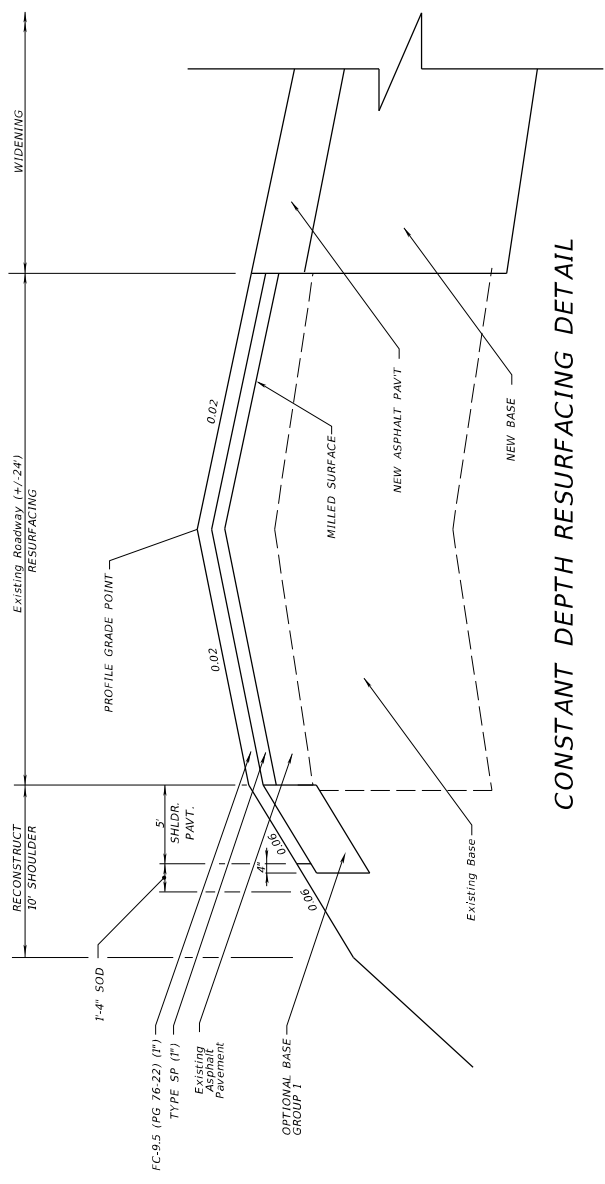 RECONSTRUCT
10' SHOULDER
Existing Roadway (+/-24')
RESURFACING
WIDENING
5'
SHLDR.
PAVT.
PROFILE GRADE POINT
0.02
0.02
0.06
0.06
4"
1'-4" SOD
FC-9.5 (PG 76-22) (1")
TYPE SP (1")
Existing
Asphalt
Pavement
OPTIONAL BASE
GROUP 1
MILLED SURFACE
NEW ASPHALT PAV'T
Existing Base
NEW BASE
CONSTANT DEPTH RESURFACING DETAIL